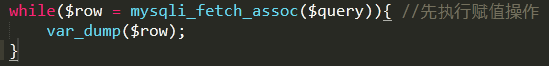 while($row = mysqli_fetch_assoc($query)){ //先执行赋值操作
    var_dump($row);
}